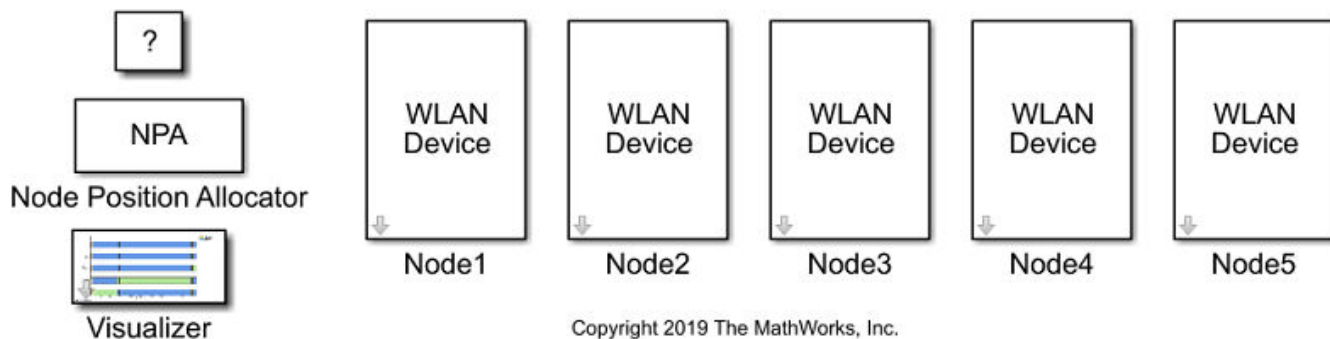 ?
NPA
Node Position Allocator
Visualizer
WLAN
Device
Node1
WLAN
Device
Node2
WLAN
Device
Node3
WLAN
Device
Node4
WLAN
Device
Node5
Copyright 2019 The MathWorks, Inc.